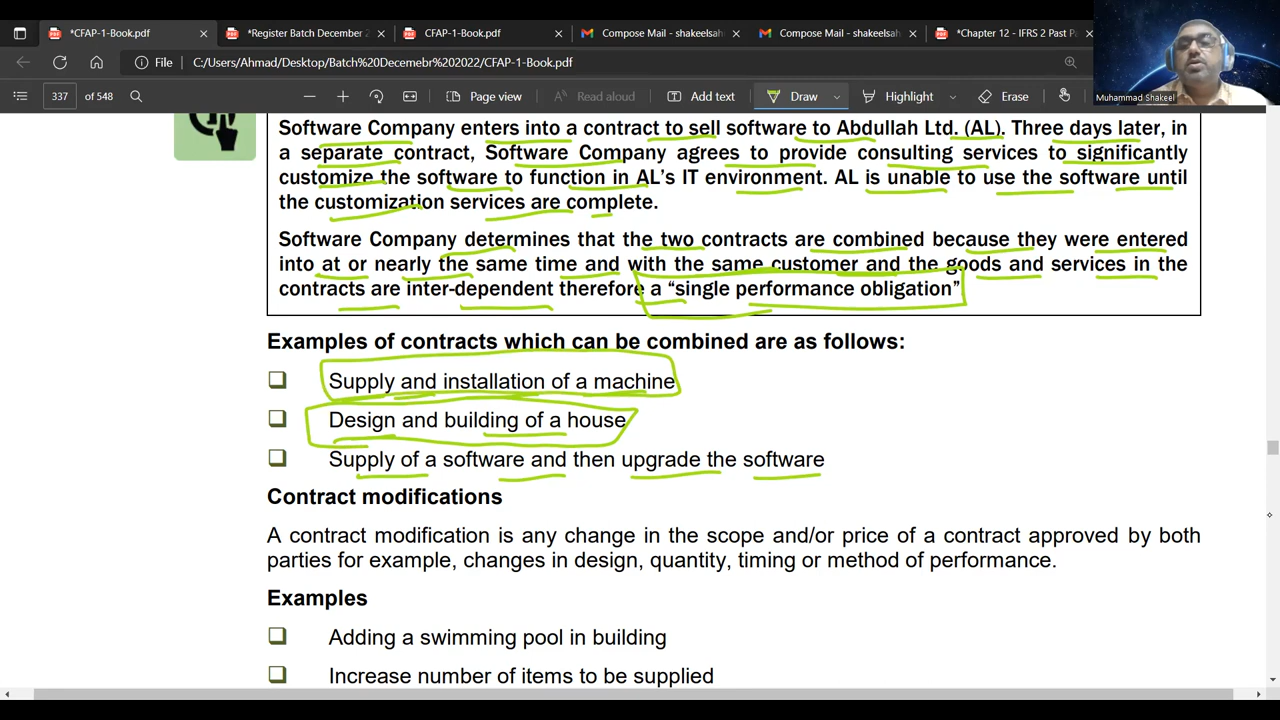 *CFAP-1-Book.pdf
*Register Batch December 2
CFAP-1-Book.pdf
Compose Mail - shakeelsh
Compose Mail - shakeelsh
*Chapter 12 - IFRS 2 Past Pa
File
C:/Users/Ahmad/Desktop/Batch%20Decemebr%202022/CFAP-1-Book.pdf
337 of 548
Page view
Read aloud
Add text
Draw
Highlight
Erase
Muhammad Shakeel
Software Company enters into a contract to sell software to Abdullah Ltd. (AL). Three days later, in
a separate contract, Software Company agrees to provide consulting services to significantly
customize the software to function in AL's IT environment. AL is unable to use the software until
the customization services are complete.
Software Company determines that the two contracts are combined because they were entered
into at or nearly the same time and with the same customer and the goods and services in the
contracts are inter-dependent therefore a “single performance obligation”
Examples of contracts which can be combined are as follows:
Supply and installation of a machine
Design and building of a house
Supply of a software and then upgrade the software
Contract modifications
A contract modification is any change in the scope and/or price of a contract approved by both
parties for example, changes in design, quantity, timing or method of performance.
Examples
Adding a swimming pool in building
Increase number of items to be supplied